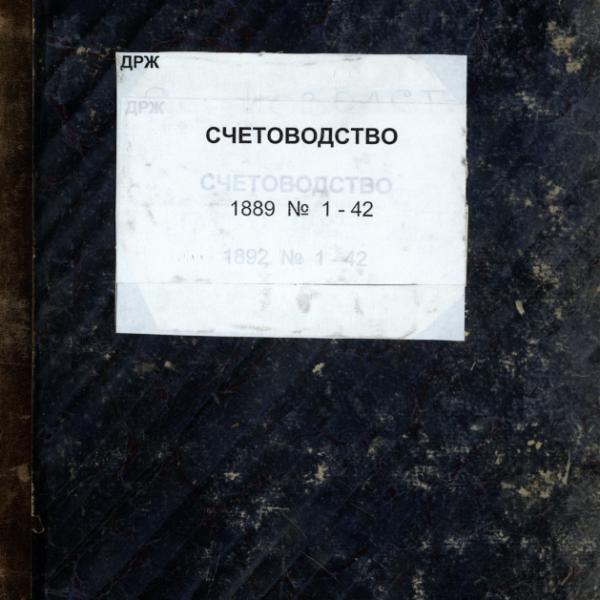 ДРЖ
ДРЖ
СЧЕТОВОДСТВО
СЧЕТОВОДСТВО
1889 № 1 - 42
1892 № 1 - 42